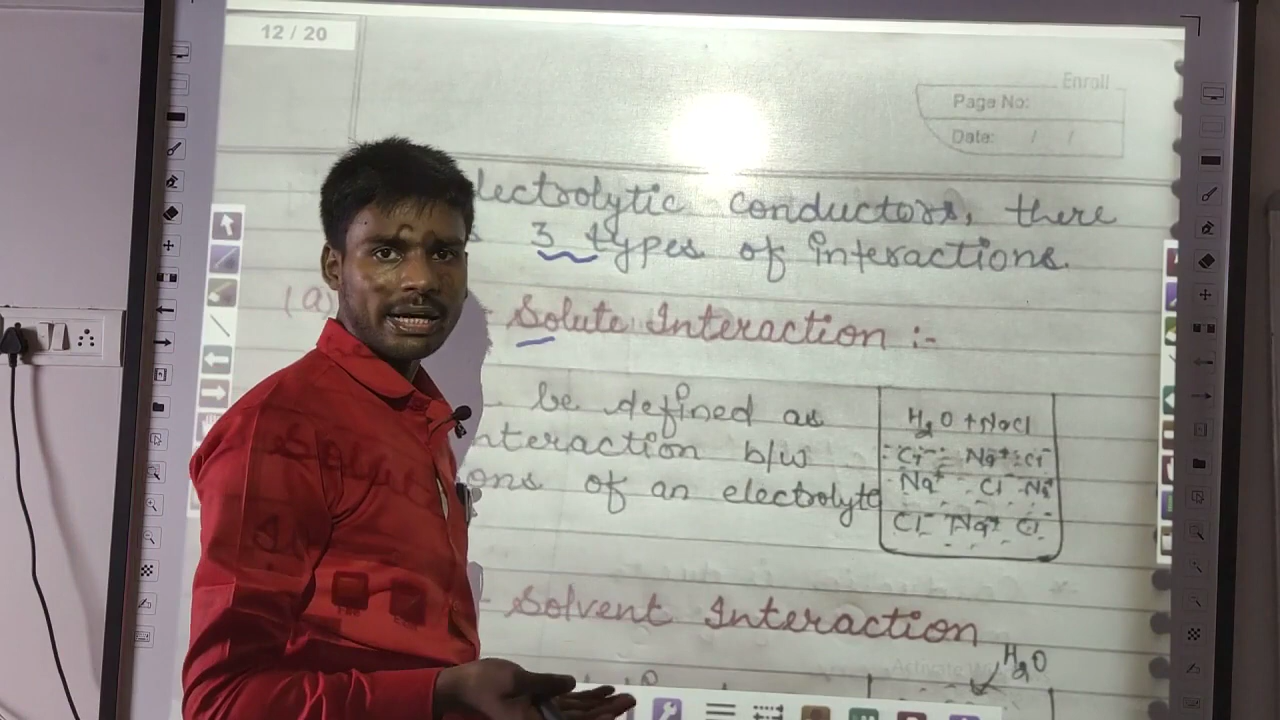 12 / 20
Enroll
Page No:
Date: / /
lectrolytic conductors, there
s 3 types of interactions.
(a) - Solute Interaction :-
be defined as
nteraction b/w
ons of an electrolyte
H2O + NaCl
Cl- Na+ Cl-
Na+ Cl- Na+
Cl- Na+ Cl-
- Solvent Interaction
H2O